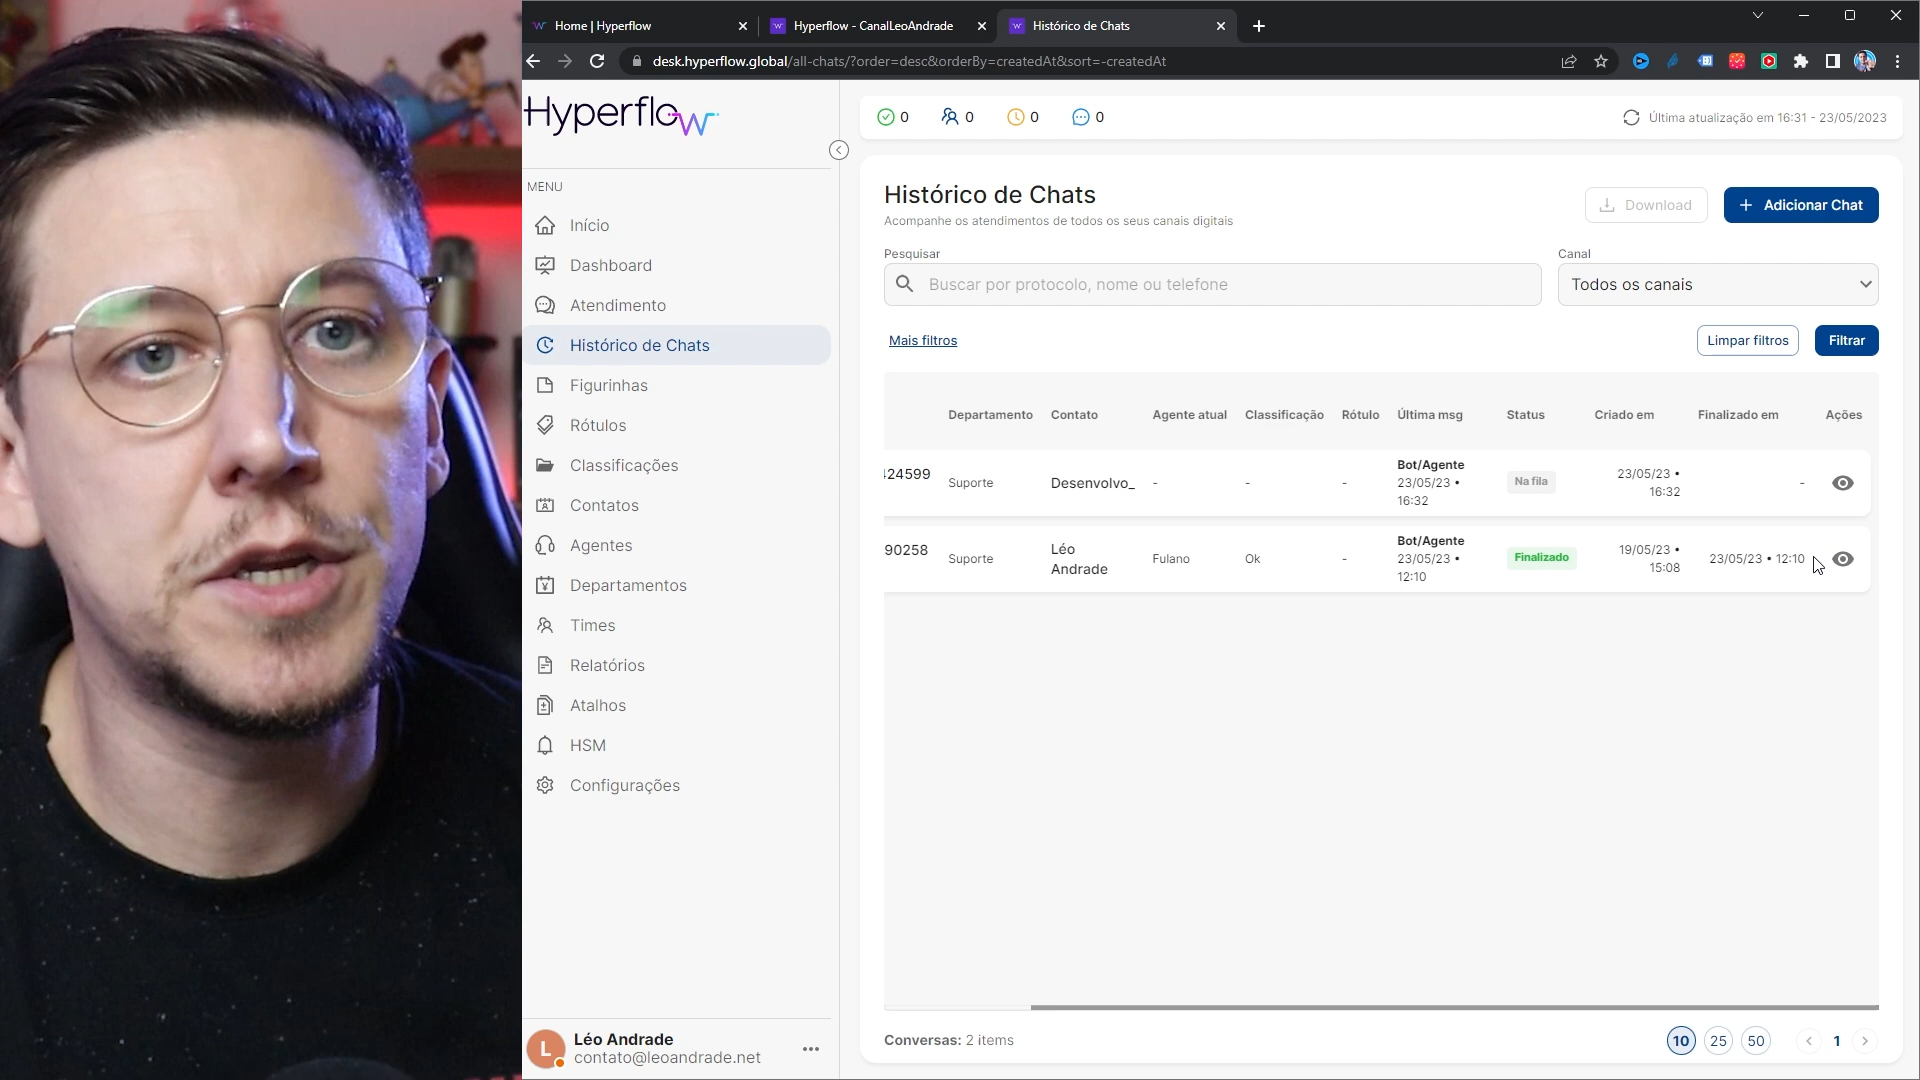 Home | Hyperflow
Hyperflow - CanalLeoAndrade
Histórico de Chats
desk.hyperflow.global/all-chats/?order=desc&orderBy=createdAt&sort=-createdAt
Hyperflow
MENU
Início
Dashboard
Atendimento
Histórico de Chats
Figurinhas
Rótulos
Classificações
Contatos
Agentes
Departamentos
Times
Relatórios
Atalhos
HSM
Configurações
L
Léo Andrade
contato@leoandrade.net
0 0 0 0
Última atualização em 16:31 - 23/05/2023
Histórico de Chats
Acompanhe os atendimentos de todos os seus canais digitais
Download
+ Adicionar Chat
Pesquisar
Buscar por protocolo, nome ou telefone
Canal
Todos os canais
Mais filtros
Limpar filtros
Filtrar
Departamento Contato Agente atual Classificação Rótulo Última msg Status Criado em Finalizado em Ações
424599 Suporte Desenvolvo_ - - - Bot/Agente 23/05/23 • 16:32 Na fila 23/05/23 • 16:32 -
90258 Suporte Léo Andrade Fulano Ok - Bot/Agente 23/05/23 • 12:10 Finalizado 19/05/23 • 15:08 23/05/23 • 12:10
Conversas: 2 items
10 25 50 < 1 >